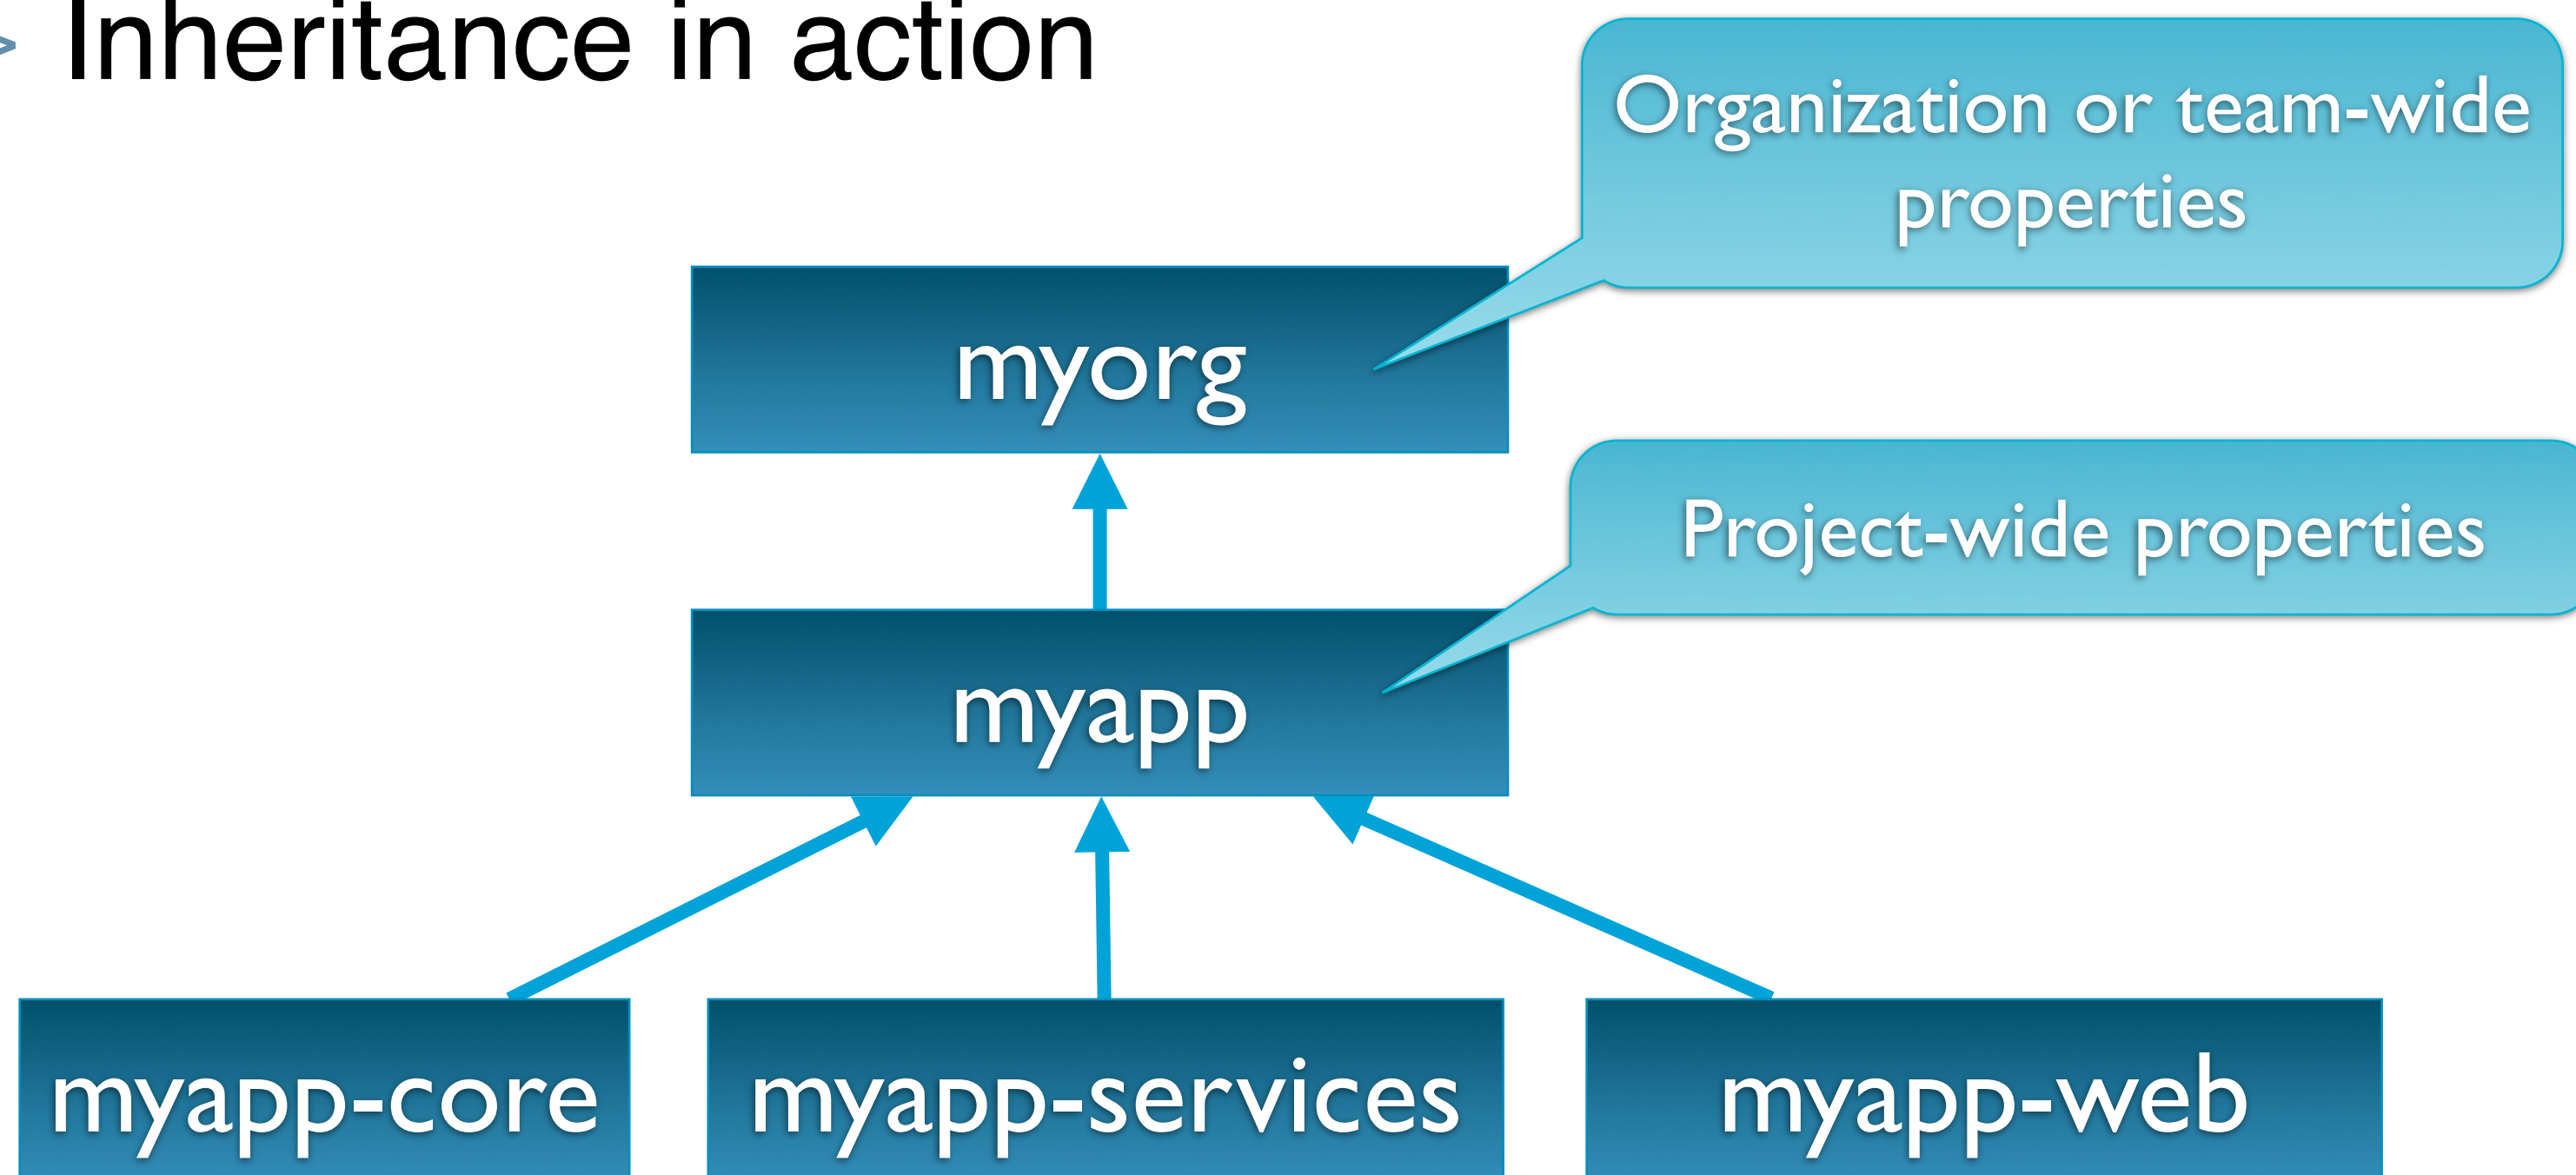 Inheritance in action
Organization or team-wide
properties
myorg
Project-wide properties
myapp
myapp-core
myapp-services
myapp-web